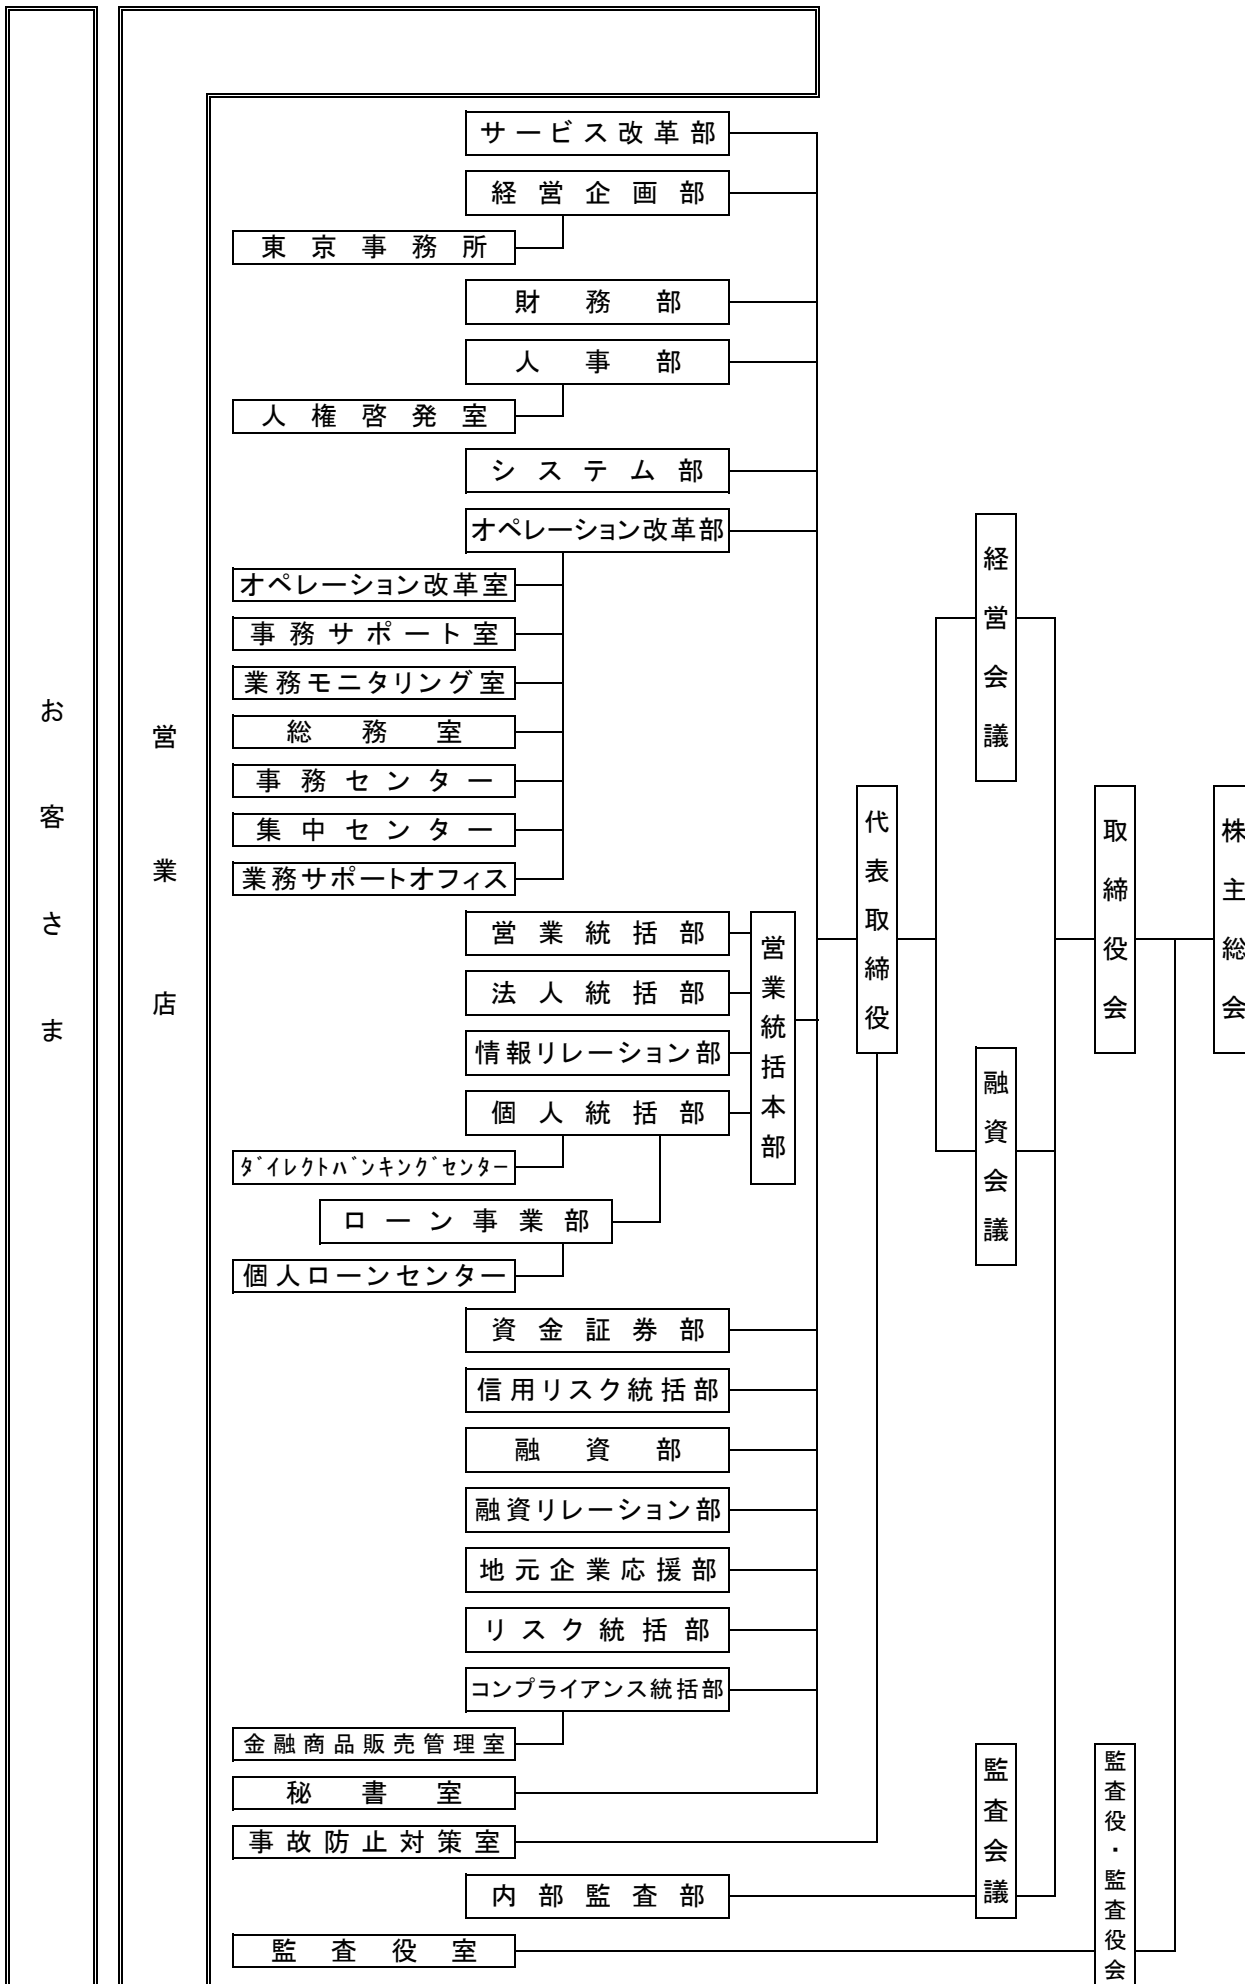 お客さま
営業店
サービス改革部
経営企画部
東京事務所
財務部
人事部
人権啓発室
システム部
オペレーション改革部
オペレーション改革室
事務サポート室
業務モニタリング室
総務室
事務センター
集中センター
業務サポートオフィス
営業統括部
法人統括部
情報リレーション部
個人統括部
ﾀﾞｲﾚｸﾄﾊﾞﾝｷﾝｸﾞｾﾝﾀｰ
ローン事業部
個人ローンセンター
営業統括本部
資金証券部
信用リスク統括部
融資部
融資リレーション部
地元企業応援部
リスク統括部
コンプライアンス統括部
金融商品販売管理室
秘書室
事故防止対策室
内部監査部
監査役室
代表取締役
経営会議
融資会議
監査会議
取締役会
監査役・監査役会
株主総会